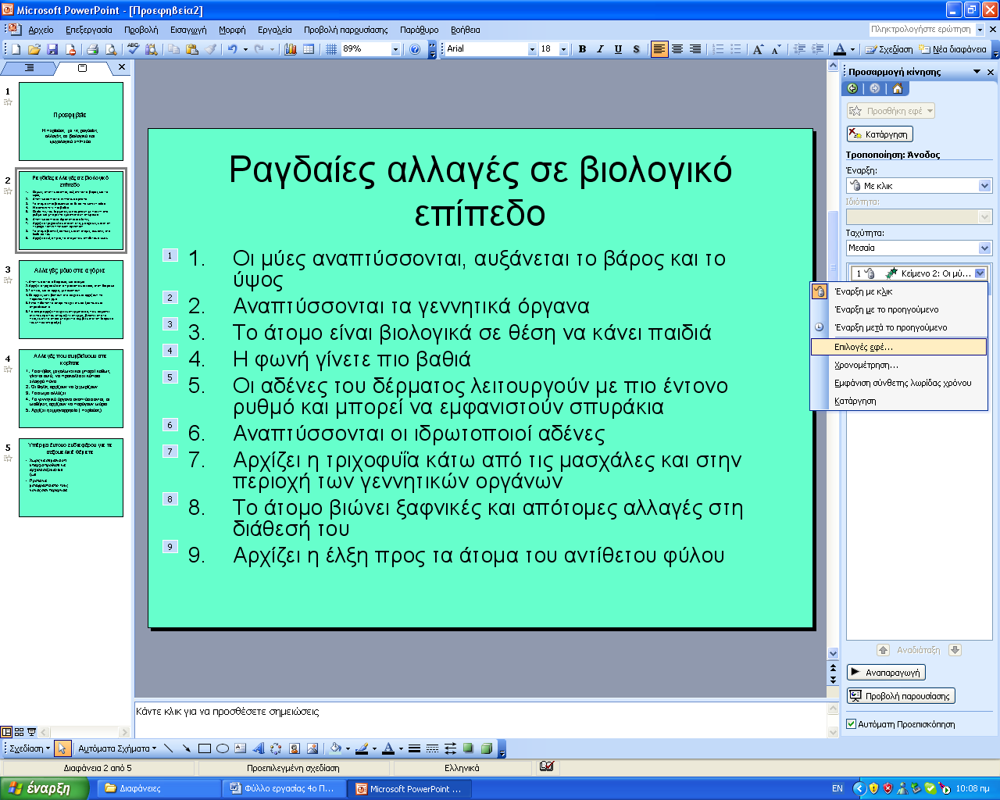 Microsoft PowerPoint - [Προεφηβεία2]
Αρχείο Επεξεργασία Προβολή Εισαγωγή Μορφή Εργαλεία Προβολή παρουσίασης Παράθυρο Βοήθεια
Πληκτρολογήστε ερώτηση
89% Arial 18 B I U S Σχεδίαση Νέα διαφάνεια
1
Προεφηβεία
2
Ραγδαίες αλλαγές σε βιολογικό
επίπεδο
3
Αλλαγές μόνο στα αγόρια
4
Αλλαγές που συμβαίνουν στα
κορίτσια
5
Υπάρχει έντονο ενδιαφέρον για τα
σεξουαλικά θέματα
Ραγδαίες αλλαγές σε βιολογικό
επίπεδο
1 1. Οι μύες αναπτύσσονται, αυξάνεται το βάρος και το
ύψος
2 2. Αναπτύσσονται τα γεννητικά όργανα
3 3. Το άτομο είναι βιολογικά σε θέση να κάνει παιδιά
4 4. Η φωνή γίνετε πιο βαθιά
5 5. Οι αδένες του δέρματος λειτουργούν με πιο έντονο
ρυθμό και μπορεί να εμφανιστούν σπυράκια
6 6. Αναπτύσσονται οι ιδρωτοποιοί αδένες
7 7. Αρχίζει η τριχοφυΐα κάτω από τις μασχάλες και στην
περιοχή των γεννητικών οργάνων
8 8. Το άτομο βιώνει ξαφνικές και απότομες αλλαγές στη
διάθεσή του
9 9. Αρχίζει η έλξη προς τα άτομα του αντίθετου φύλου
Κάντε κλικ για να προσθέσετε σημειώσεις
Προσαρμογή κίνησης
Προσθήκη εφέ
Κατάργηση
Τροποποίηση: Άνοδος
Έναρξη:
Με κλικ
Ιδιότητα:
Ταχύτητα:
Μεσαία
1 Κείμενο 2: Οι μύ...
Έναρξη με κλικ
Έναρξη με το προηγούμενο
Έναρξη μετά το προηγούμενο
Επιλογές εφέ...
Χρονομέτρηση...
Εμφάνιση σύνθετης λωρίδας χρόνου
Κατάργηση
Αναδιάταξη
Αναπαραγωγή
Προβολή παρουσίασης
Αυτόματη Προεπισκόπηση
Σχεδίαση Αυτόματα Σχήματα
Διαφάνεια 2 από 5 Προεπιλεγμένη σχεδίαση Ελληνικά
έναρξη Διαφάνειες Φύλλο εργασίας 4ο Π... Microsoft PowerPoint ... EN 10:08 πμ